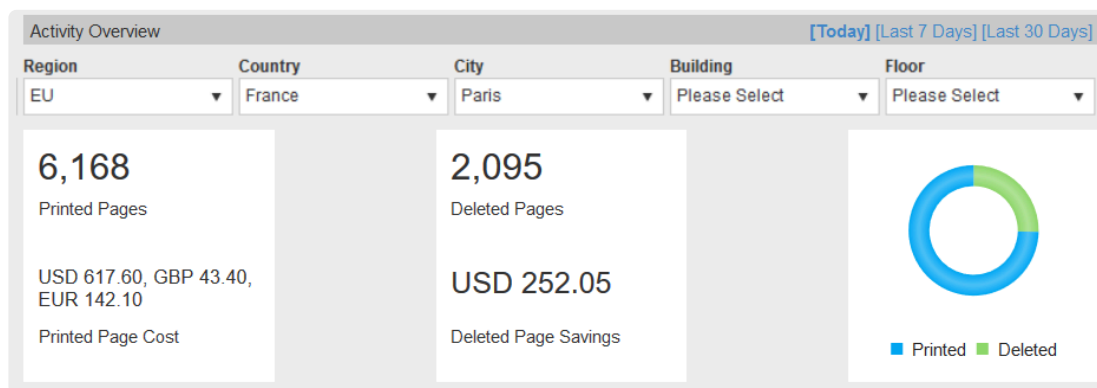 Activity Overview [Today] [Last 7 Days] [Last 30 Days]
Region Country City Building Floor
EU France Paris Please Select Please Select
6,168
Printed Pages
USD 617.60, GBP 43.40,
EUR 142.10
Printed Page Cost
2,095
Deleted Pages
USD 252.05
Deleted Page Savings
Printed Deleted